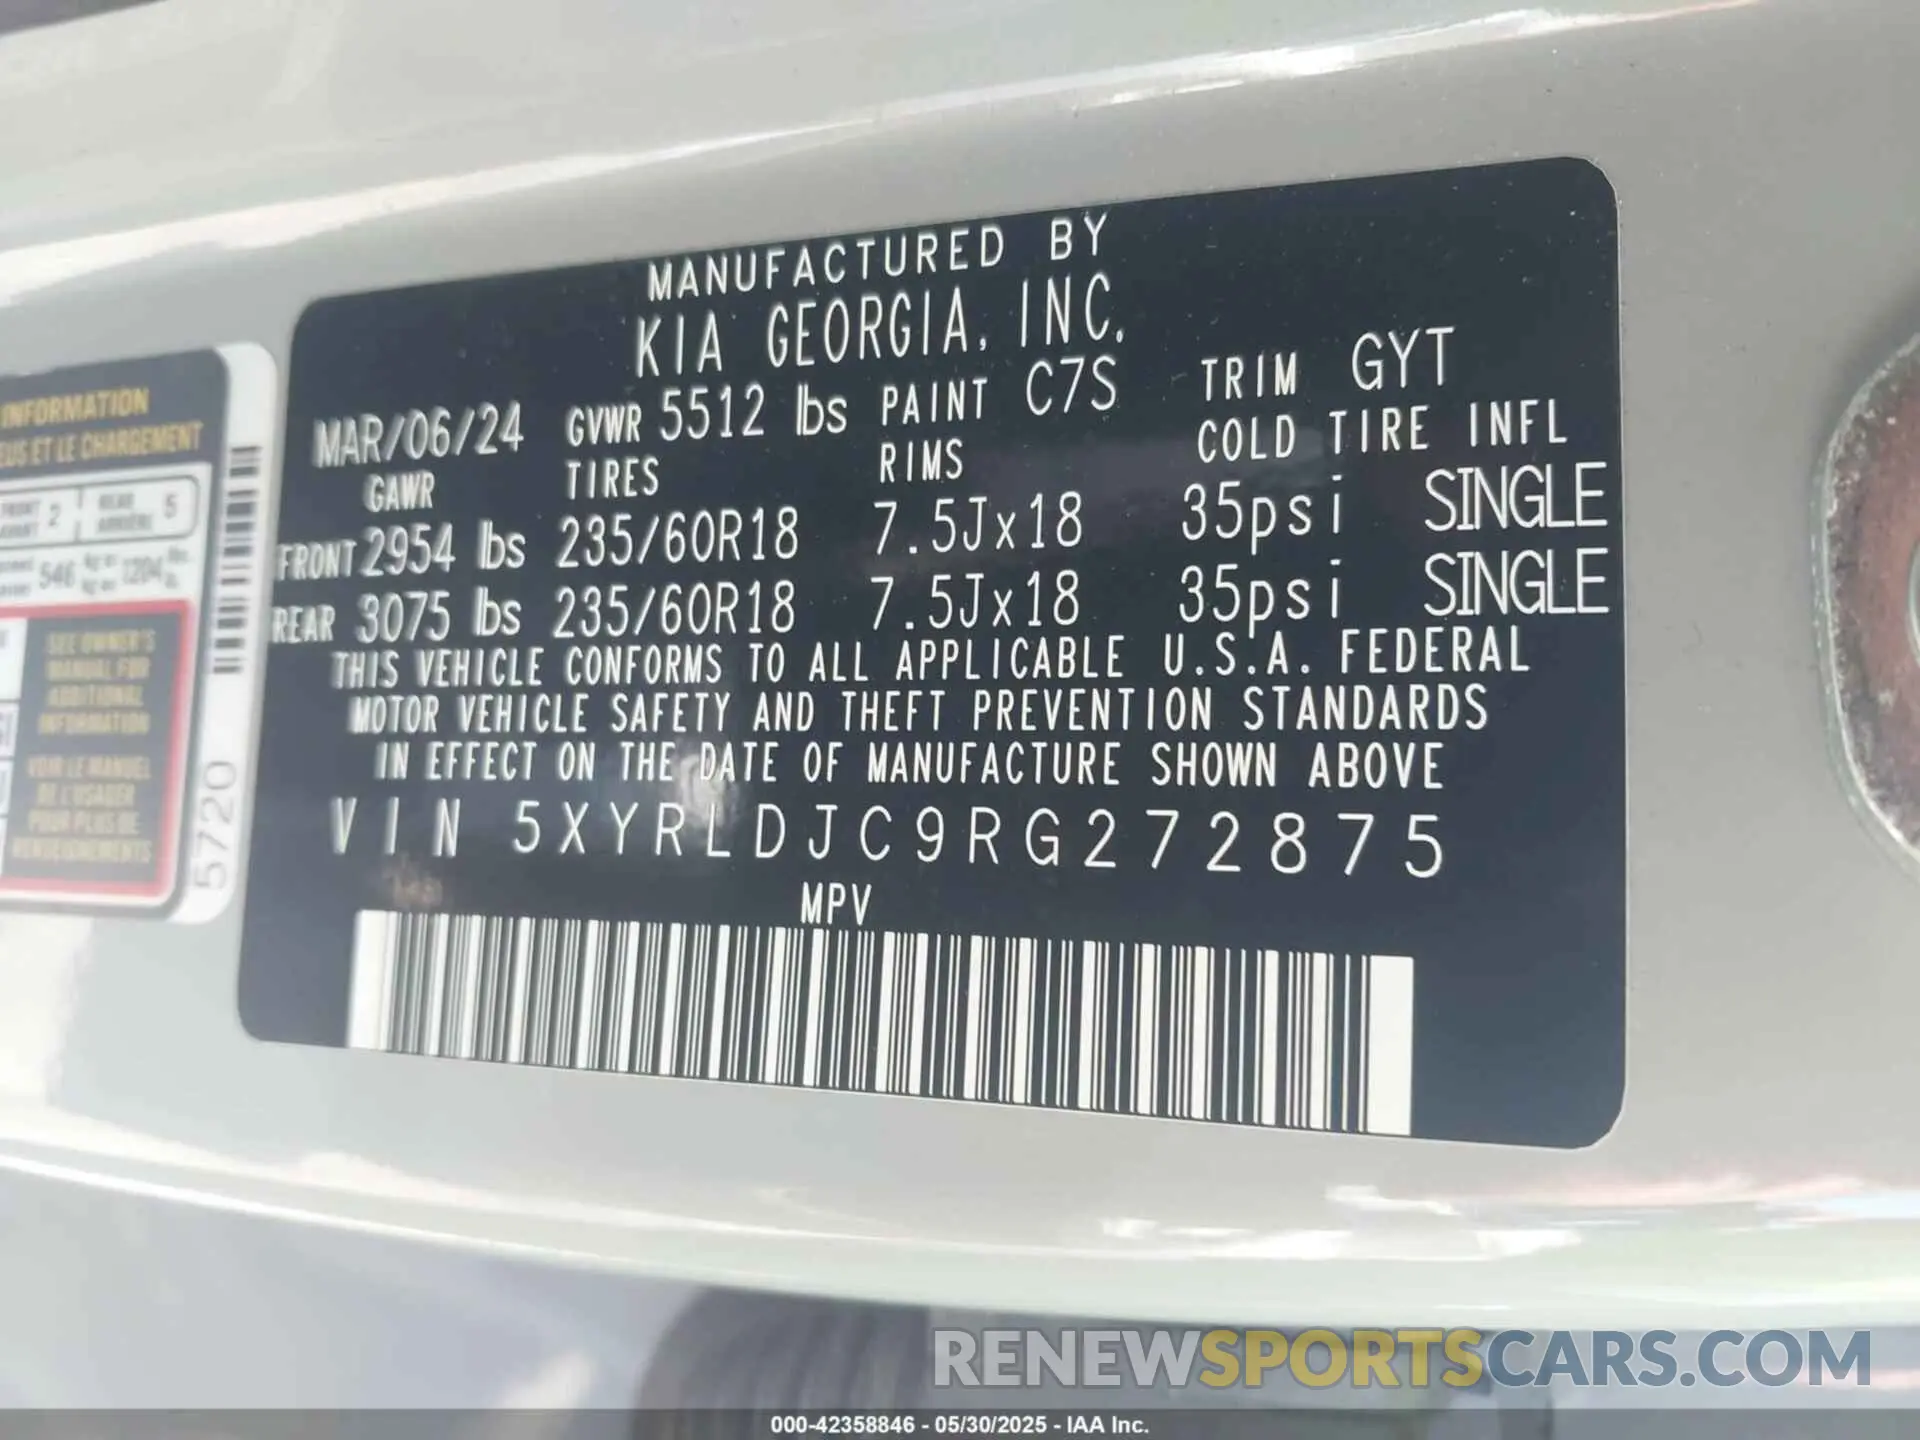 MANUFACTURED BY
KIA GEORGIA, INC.
MAR/06/24 GVWR 5512 lbs PAINT C7S TRIM GYT
GAWR TIRES RIMS COLD TIRE INFL
FRONT 2954 lbs 235/60R18 7.5Jx18 35psi SINGLE
REAR 3075 lbs 235/60R18 7.5Jx18 35psi SINGLE
THIS VEHICLE CONFORMS TO ALL APPLICABLE U.S.A. FEDERAL
MOTOR VEHICLE SAFETY AND THEFT PREVENTION STANDARDS
IN EFFECT ON THE DATE OF MANUFACTURE SHOWN ABOVE
VIN 5XYRLDJC9RG272875
MPV
INFORMATION
ET LE CHARGEMENT
FRONT 2 REAR 5
ARRIÈRE
546 kg or 1204 lbs.
SEE OWNER'S
MANUAL FOR
ADDITIONAL
INFORMATION
VOIR LE MANUEL
DE L'USAGER
POUR PLUS DE
RENSEIGNEMENTS
5720
RENEWSPORTSCARS.COM
000-42358846 - 05/30/2025 - IAA Inc.